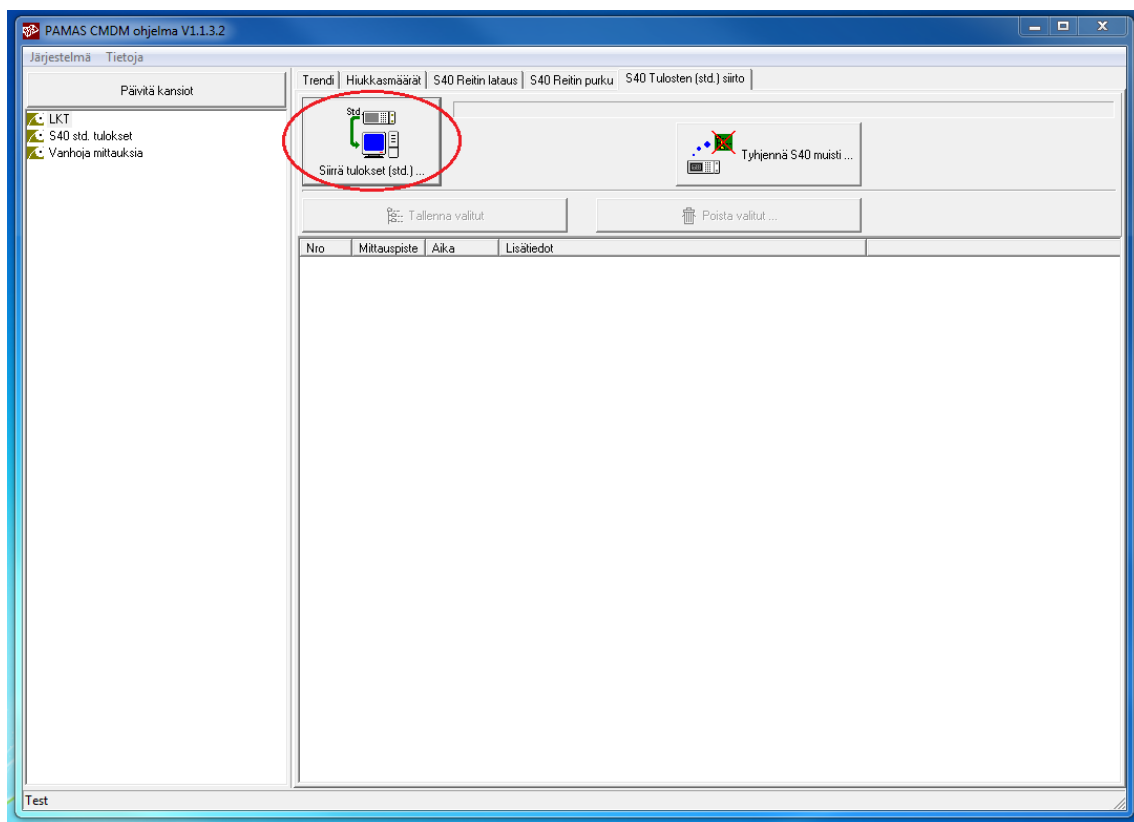 PAMAS CMDM ohjelma V1.1.3.2
Järjestelmä Tietoja
Päivitä kansiot
LKT
S40 std. tulokset
Vanhoja mittauksia
Trendi Hiukkasmäärät S40 Reitin lataus S40 Reitin purku S40 Tulosten (std.) siirto
Std.
Siirrä tulokset (std.) ...
Tyhjennä S40 muisti ...
Tallenna valitut
Poista valitut ...
Nro Mittauspiste Aika Lisätiedot
Test